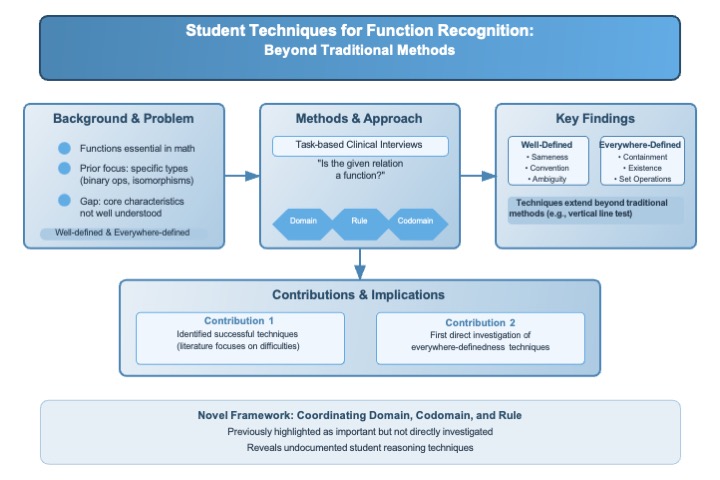 Student Techniques for Function Recognition:
Beyond Traditional Methods
Background & Problem
Functions essential in math
Prior focus: specific types
(binary ops, isomorphisms)
Gap: core characteristics
not well understood
Well-defined & Everywhere-defined
Methods & Approach
Task-based Clinical Interviews
"Is the given relation
a function?"
Domain
Rule
Codomain
Key Findings
Well-Defined
• Sameness
• Convention
• Ambiguity
Everywhere-Defined
• Containment
• Existence
• Set Operations
Techniques extend beyond traditional
methods (e.g., vertical line test)
Contributions & Implications
Contribution 1
Identified successful techniques
(literature focuses on difficulties)
Contribution 2
First direct investigation of
everywhere-definedness techniques
Novel Framework: Coordinating Domain, Codomain, and Rule
Previously highlighted as important but not directly investigated
Reveals undocumented student reasoning techniques